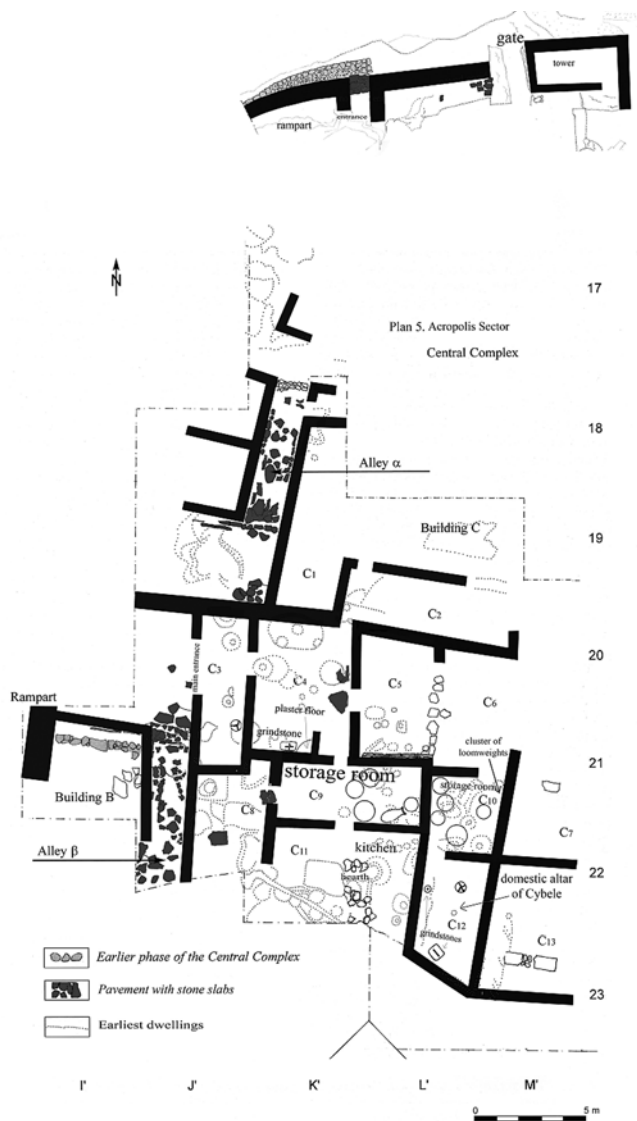 gate
tower
rampart
entrance
N
17
Plan 5. Acropolis Sector
Central Complex
18
Alley α
Building C
19
C1
C2
20
main entrance
C3
C4
C5
C6
plaster floor
Rampart
grindstone
cluster of
loomweights
21
storage room
storage room
Building B
C8
C9
C10
C7
Alley β
C11
kitchen
22
hearth
domestic altar
of Cybele
C12
grindstones
C13
Earlier phase of the Central Complex
Pavement with stone slabs
Earliest dwellings
23
I' J' K' L' M'
0 5 m